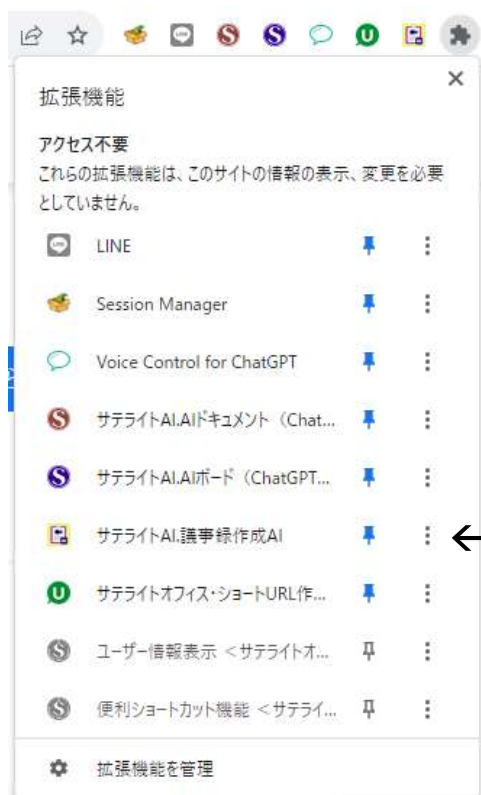 拡張機能
アクセス不要
これらの拡張機能は、このサイトの情報の表示、変更を必要
としていません。
LINE
Session Manager
Voice Control for ChatGPT
サテライトAI.AIドキュメント（Chat...
サテライトAI.AIボード（ChatGPT...
サテライトAI.議事録作成AI
サテライトオフィス・ショートURL作...
ユーザー情報表示 ＜サテライトオ...
便利ショートカット機能 ＜サテライ...
拡張機能を管理